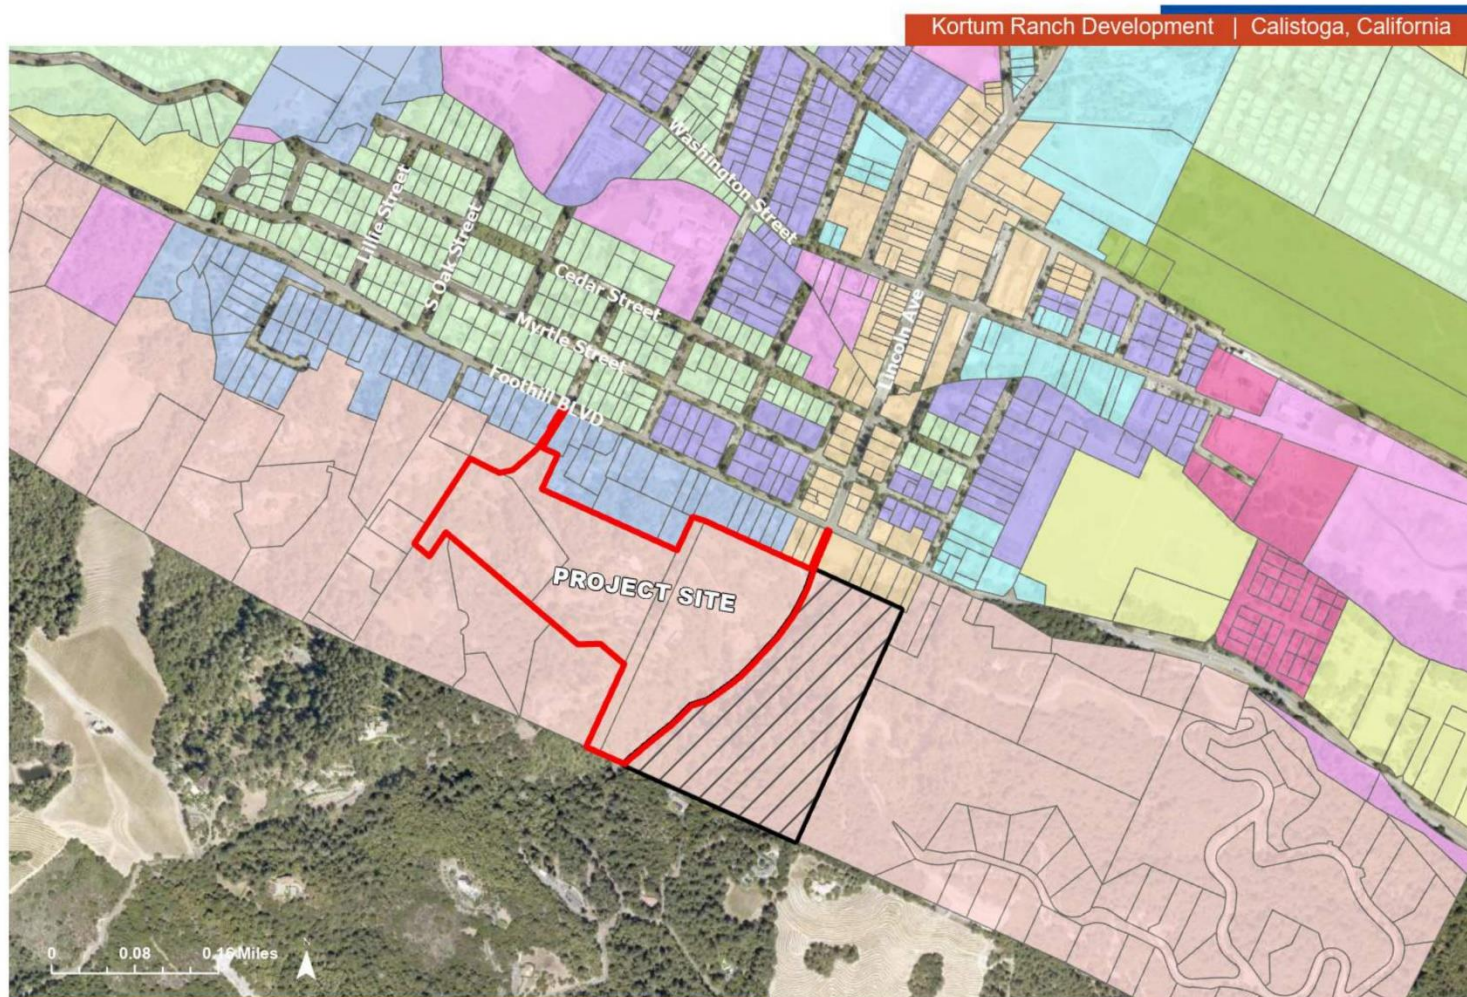 Kortum Ranch Development | Calistoga, California
Washington Street
Lillie Street
S Oak Street
Cedar Street
Myrtle Street
Lincoln Ave
Foothill BLVD
PROJECT SITE
0 0.08 0.16 Miles